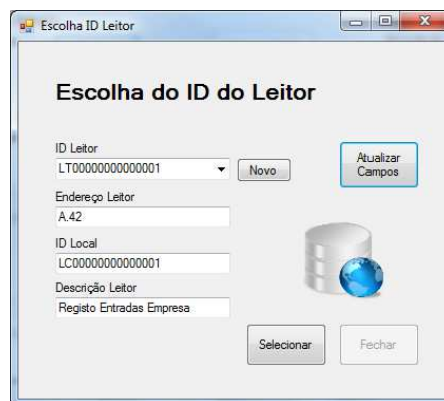 Escolha ID Leitor
Escolha do ID do Leitor
ID Leitor
LT00000000000001
Novo
Atualizar
Campos
Endereço Leitor
A.42
ID Local
LC00000000000001
Descrição Leitor
Registo Entradas Empresa
Selecionar
Fechar